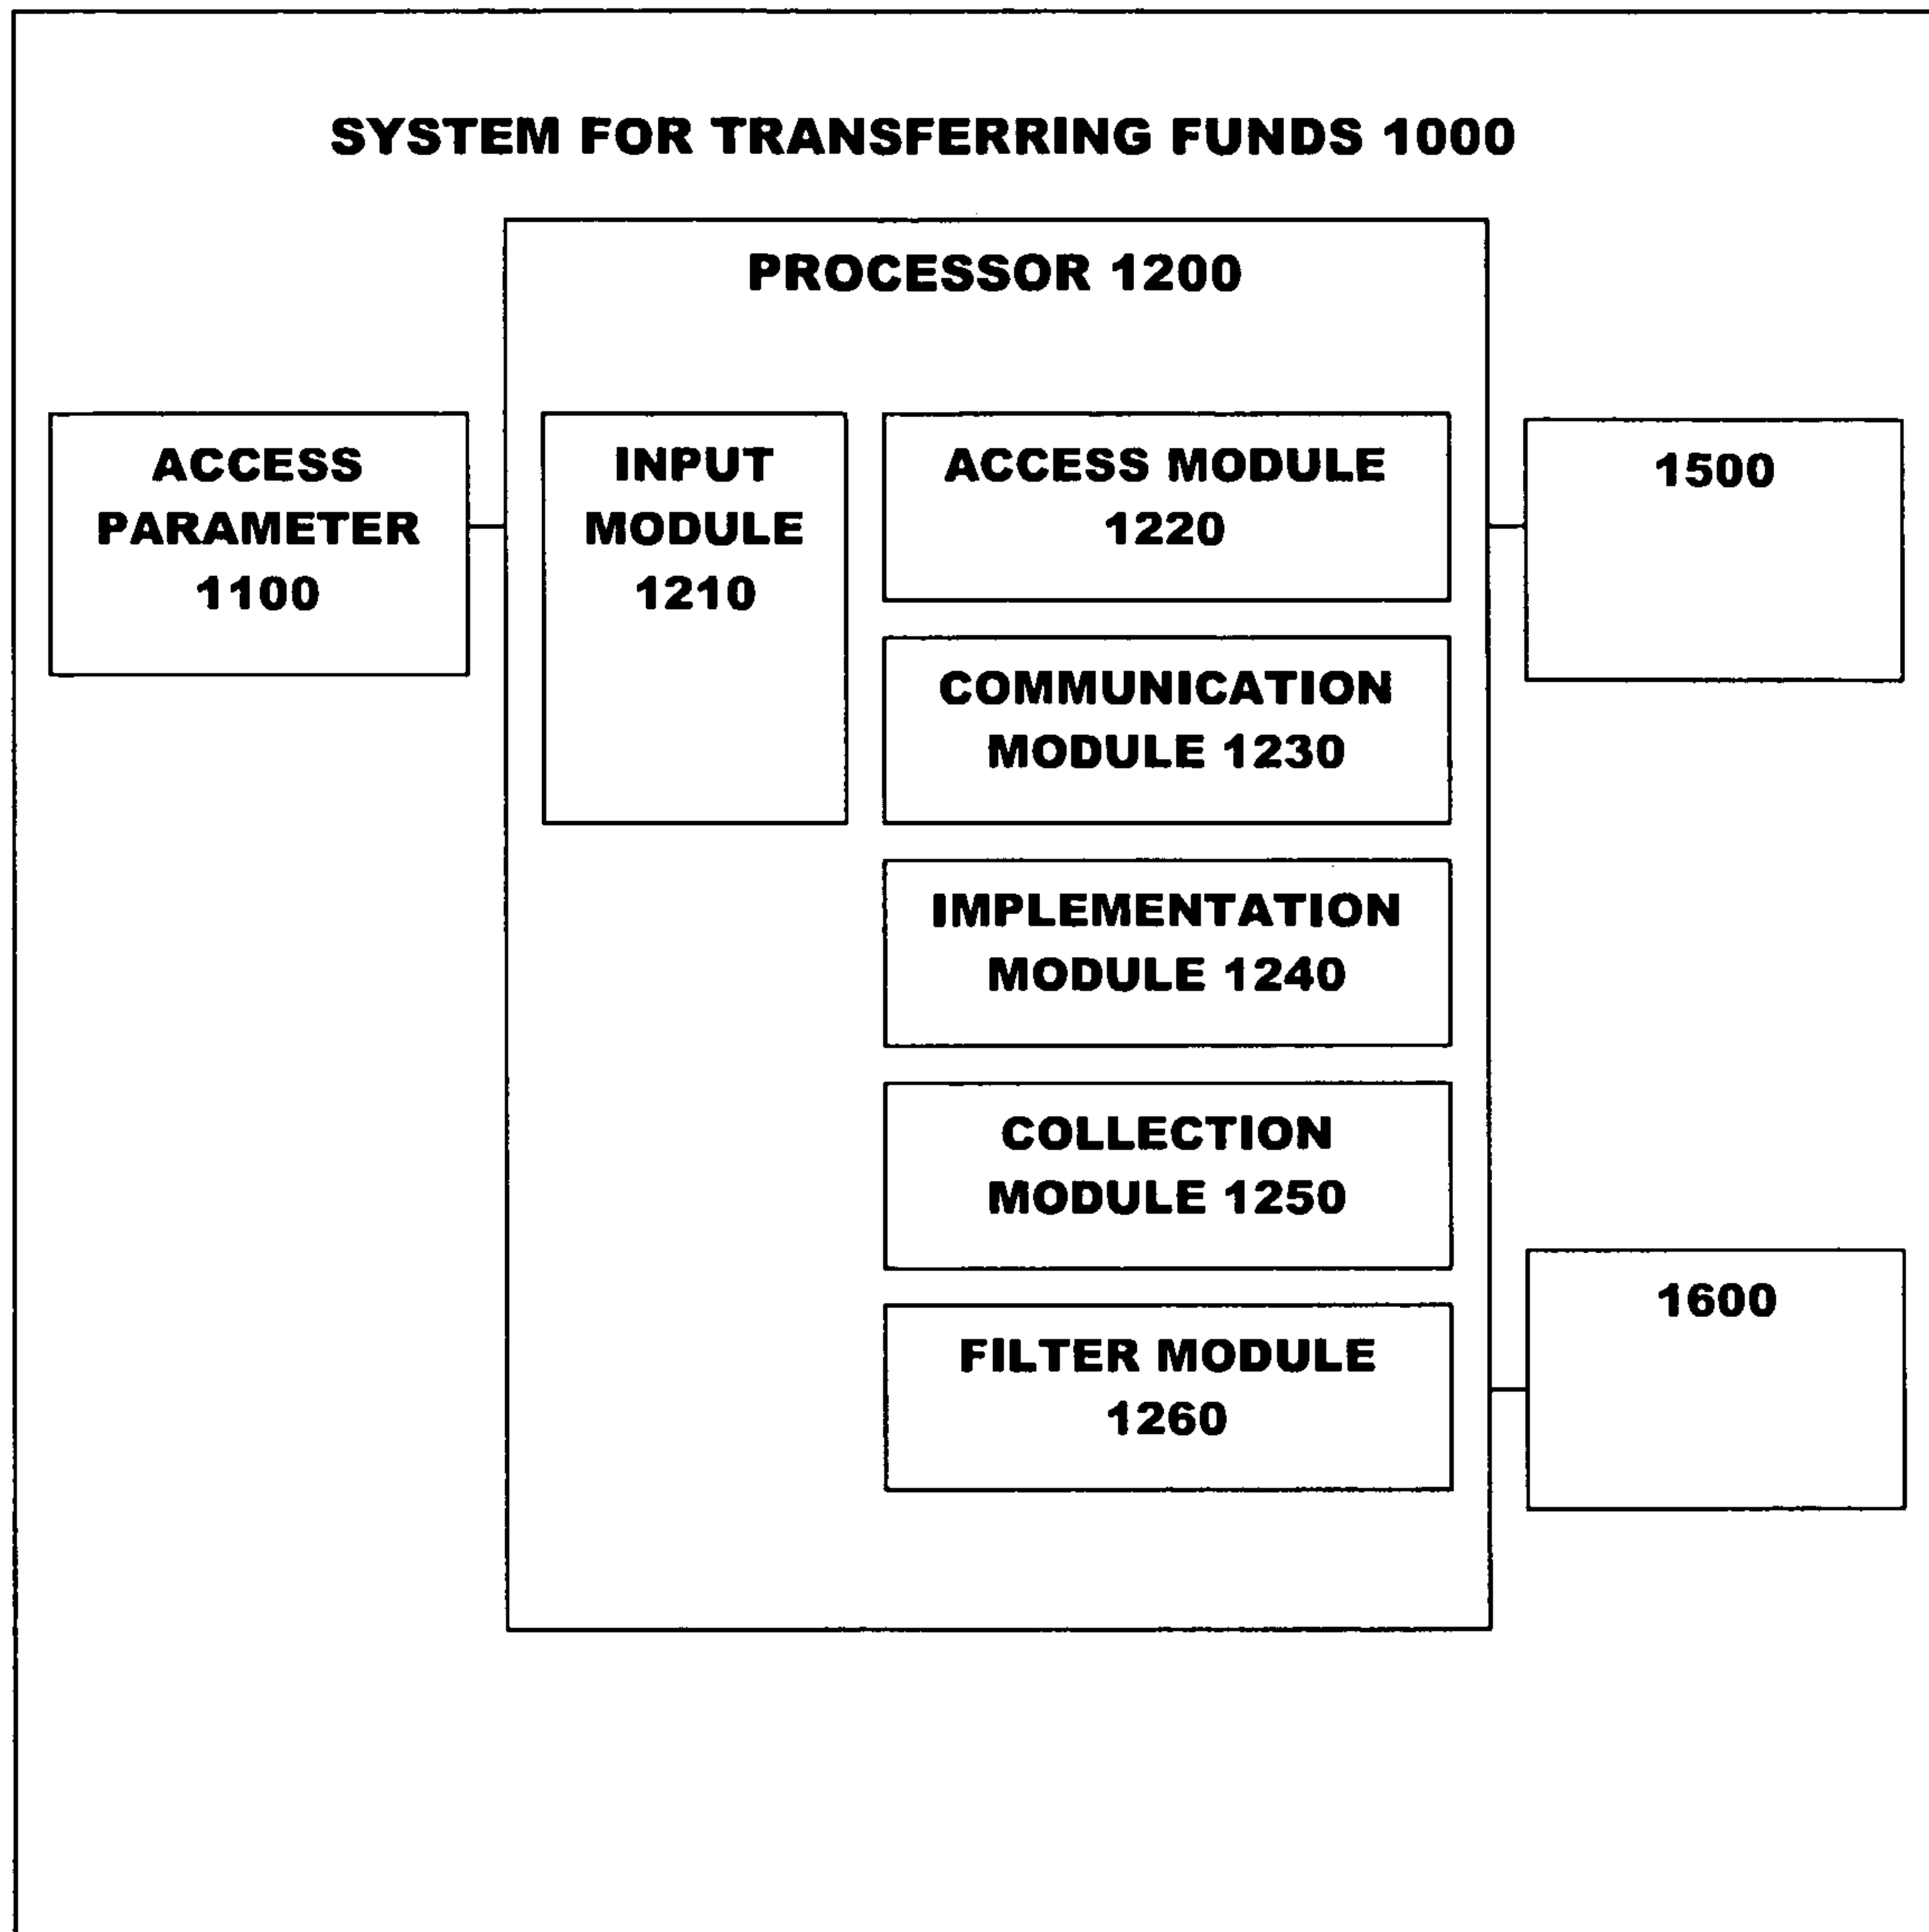 SYSTEM FOR TRANSFERRING FUNDS 1000
PROCESSOR 1200
ACCESS
PARAMETER
1100
INPUT
MODULE
1210
ACCESS MODULE
1220
1500
COMMUNICATION
MODULE 1230
IMPLEMENTATION
MODULE 1240
COLLECTION
MODULE 1250
1600
FILTER MODULE
1260